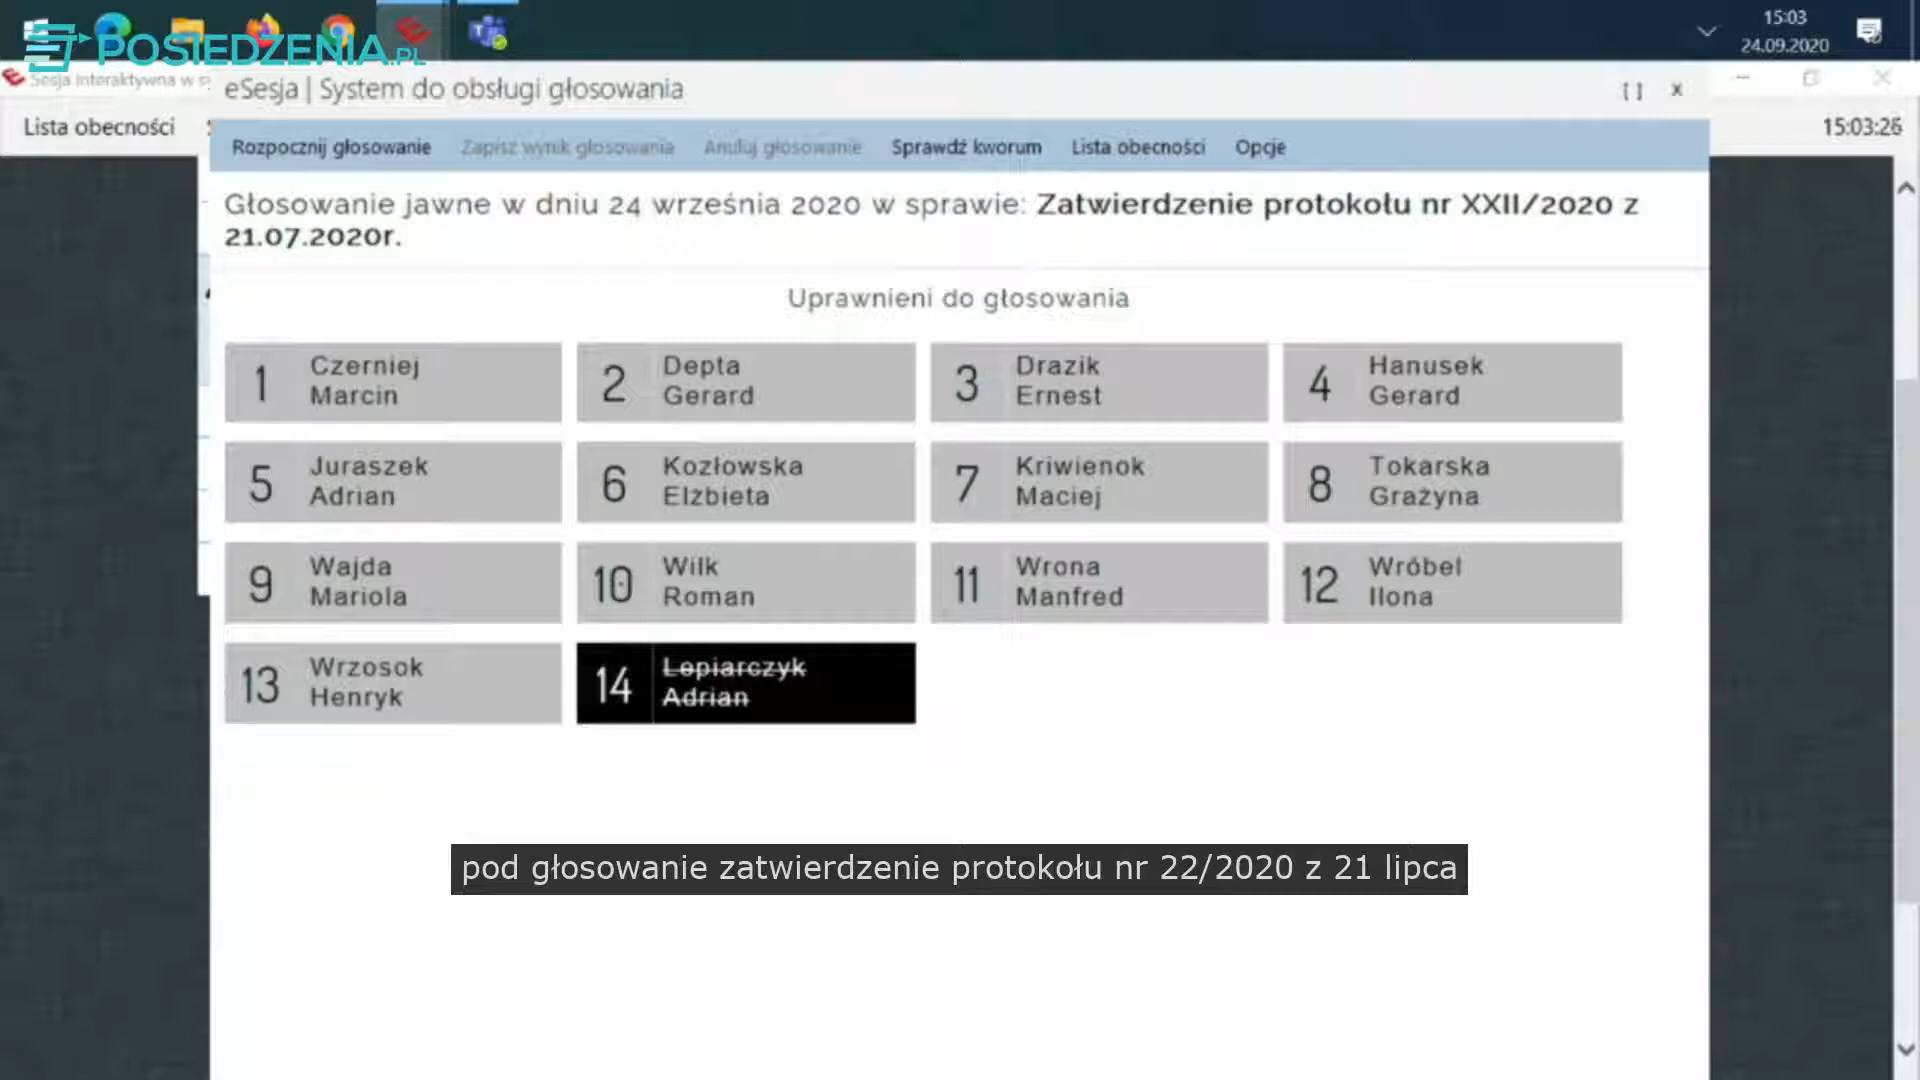 POSIEDZENIA.PL
15:03
24.09.2020
Sesja interaktywna w
eSesja | System do obsługi głosowania
[ ] x
Lista obecności
15:03:26
Rozpocznij głosowanie Zapisz wynik głosowania Anuluj głosowanie Sprawdź kworum Lista obecności Opcje
Głosowanie jawne w dniu 24 września 2020 w sprawie: Zatwierdzenie protokołu nr XXII/2020 z
21.07.2020r.
Uprawnieni do głosowania
1 Czerniej Marcin
2 Depta Gerard
3 Drazik Ernest
4 Hanusek Gerard
5 Juraszek Adrian
6 Kozłowska Elżbieta
7 Kriwienok Maciej
8 Tokarska Grażyna
9 Wajda Mariola
10 Wilk Roman
11 Wrona Manfred
12 Wróbel Ilona
13 Wrzosok Henryk
14 Lepiarczyk Adrian
pod głosowanie zatwierdzenie protokołu nr 22/2020 z 21 lipca